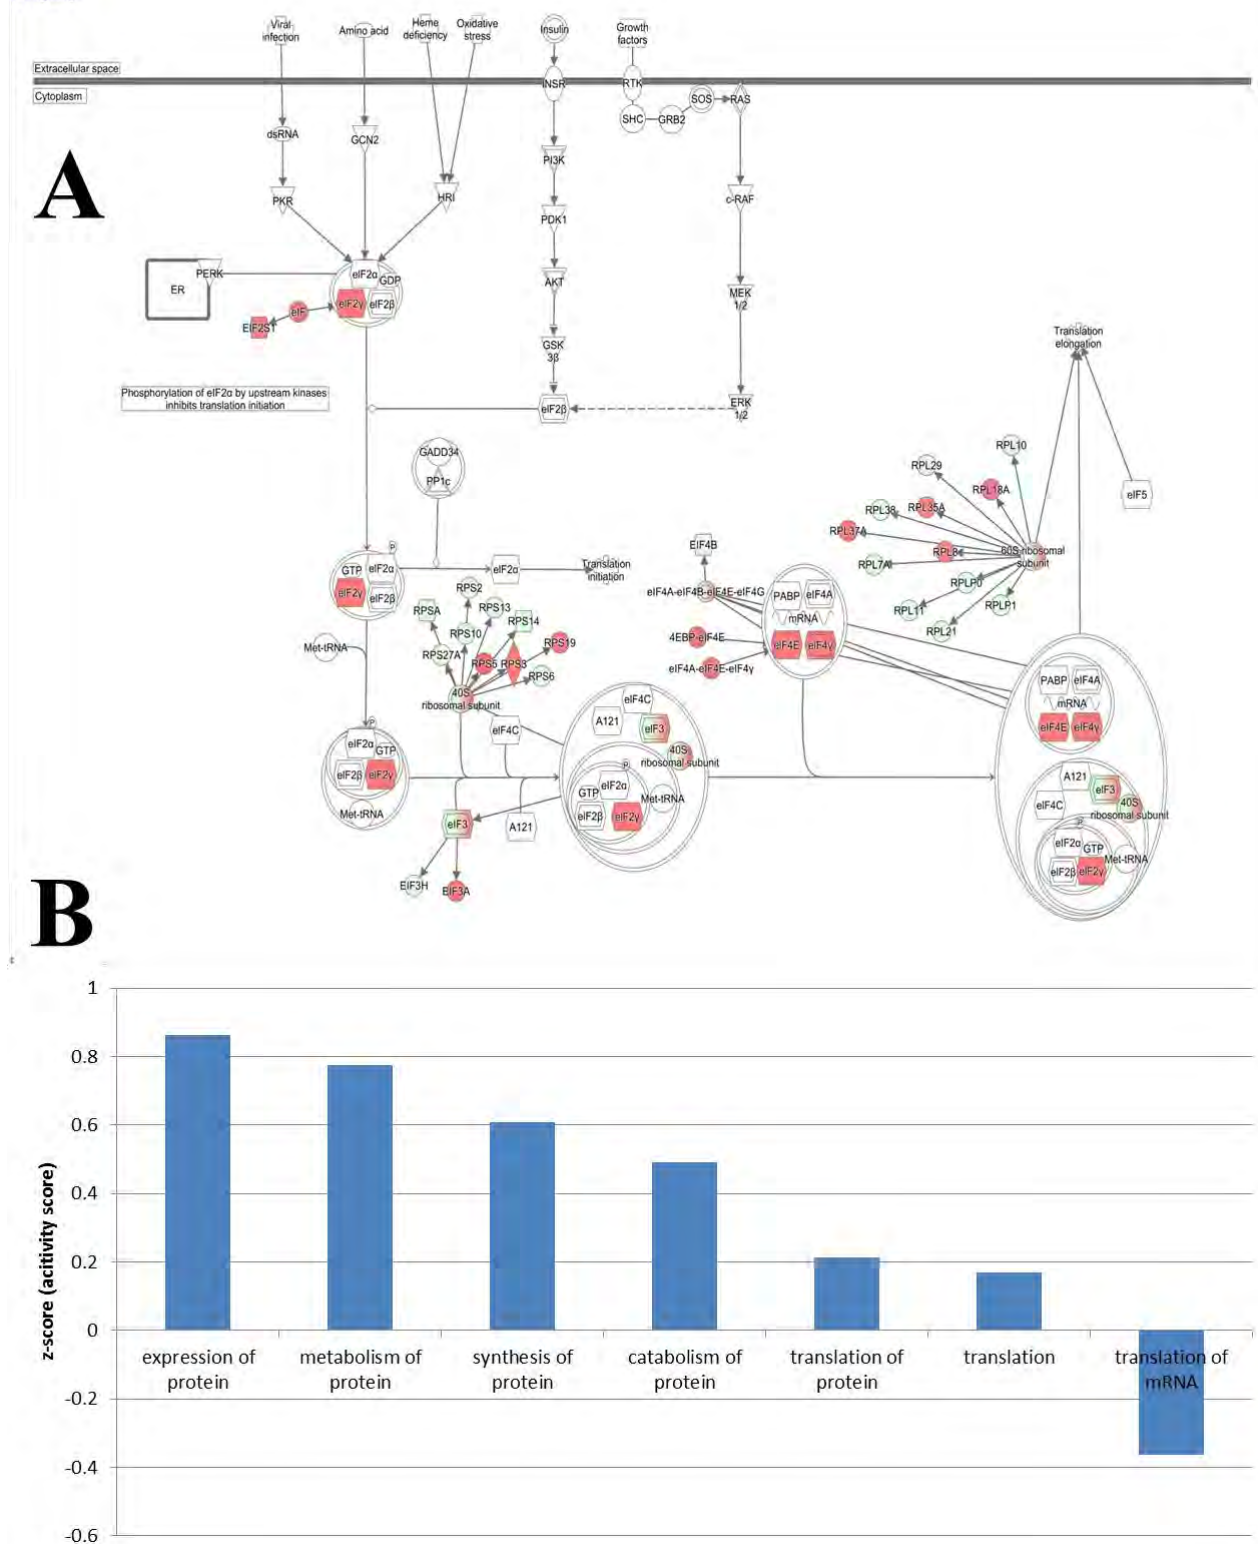 Viral
infection
Amino acid
Heme
deficiency
Oxidative
stress
Insulin
Growth
factors
Extracellular space
Cytoplasm
INSR
RTK
SHC
GRB2
SOS
RAS
dsRNA
GCN2
PKR
HRI
PI3K
PDK1
AKT
GSK
3β
eIF2β
c-RAF
MEK
1/2
ERK
1/2
A
PERK
ER
eIF2α
GDP
eIF2γ
eIF2β
eIF
EIF2S1
Phosphorylation of eIF2α by upstream kinases
inhibits translation initiation
GADD34
PP1c
Translation
elongation
eIF5
RPL10
RPL29
RPL18A
RPL38
RPL35A
RPL37A
RPL8
RPL7A
60S ribosomal
subunit
RPLP0
RPL11
RPLP1
RPL21
P
GTP
eIF2α
eIF2γ
eIF2β
eIF2α
Translation
initiation
EIF4B
eIF4A-eIF4B-eIF4E-eIF4G
4EBP-eIF4E
eIF4A-eIF4E-eIF4γ
PABP
eIF4A
mRNA
eIF4E
eIF4γ
RPS2
RPSA
RPS13
RPS14
RPS10
RPS19
RPS27A
RPS5
RPS3
RPS6
40S
ribosomal subunit
Met-tRNA
P
eIF2α
GTP
eIF2β
eIF2γ
Met-tRNA
eIF4C
eIF3
A121
EIF3H
EIF3A
eIF4C
A121
eIF3
40S
ribosomal subunit
P
eIF2α
GTP
Met-tRNA
eIF2β
eIF2γ
PABP
eIF4A
mRNA
eIF4E
eIF4γ
A121
eIF3
eIF4C
40S
ribosomal subunit
P
eIF2α
GTP
Met-tRNA
eIF2β
eIF2γ
B
1
0.8
0.6
0.4
0.2
0
-0.2
-0.4
-0.6
z-score (acitivity score)
expression of
protein
metabolism of
protein
synthesis of
protein
catabolism of
protein
translation of
protein
translation
translation of
mRNA